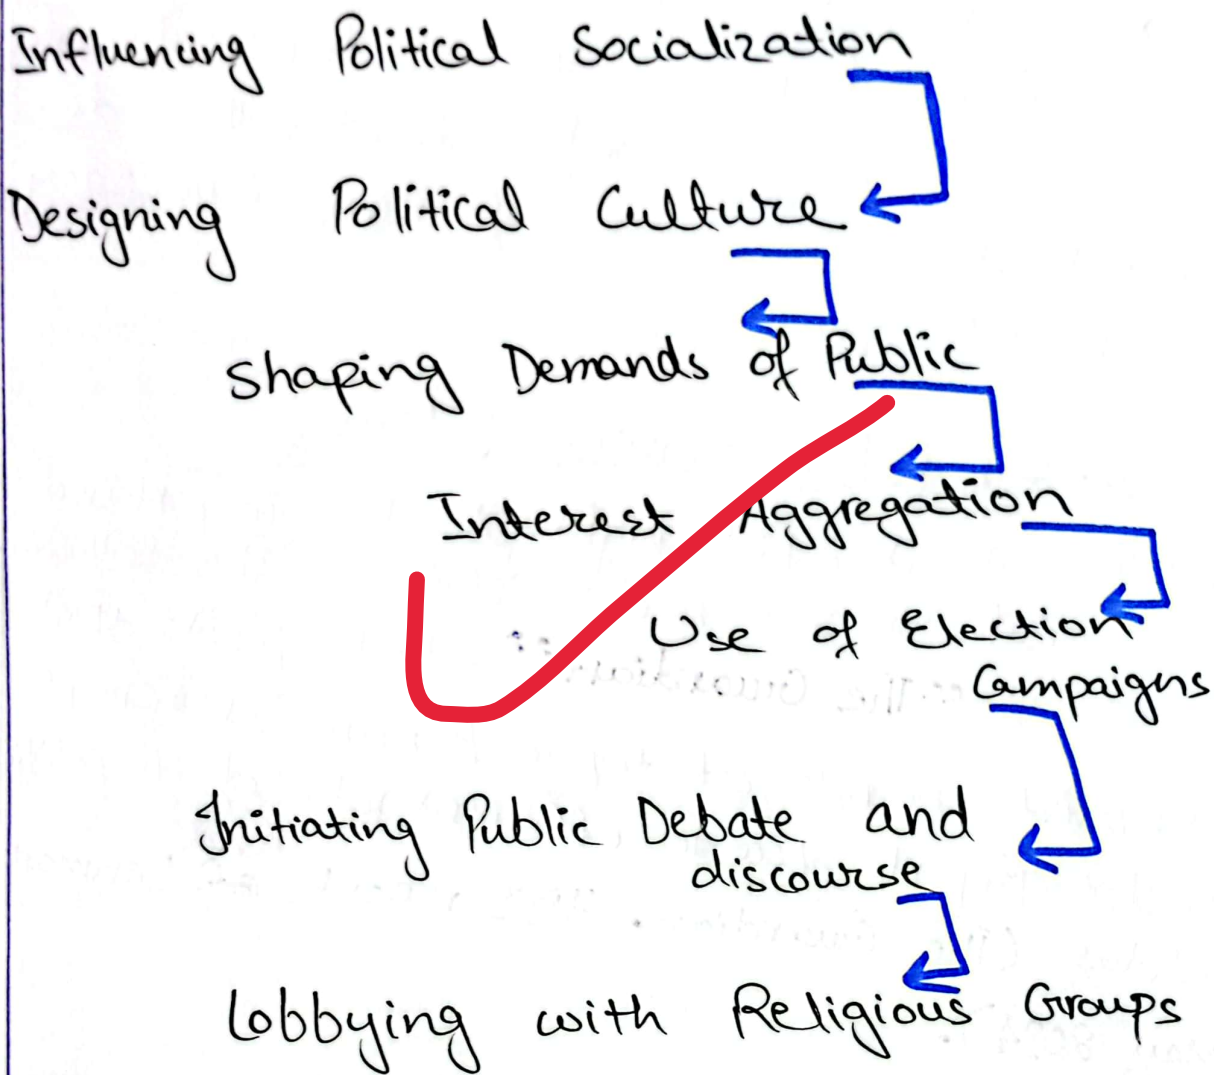 Influencing Political Socialization
Designing Political Culture
Shaping Demands of Public
Interest Aggregation
Use of Election
Campaigns
Initiating Public Debate and
discourse
Lobbying with Religious Groups